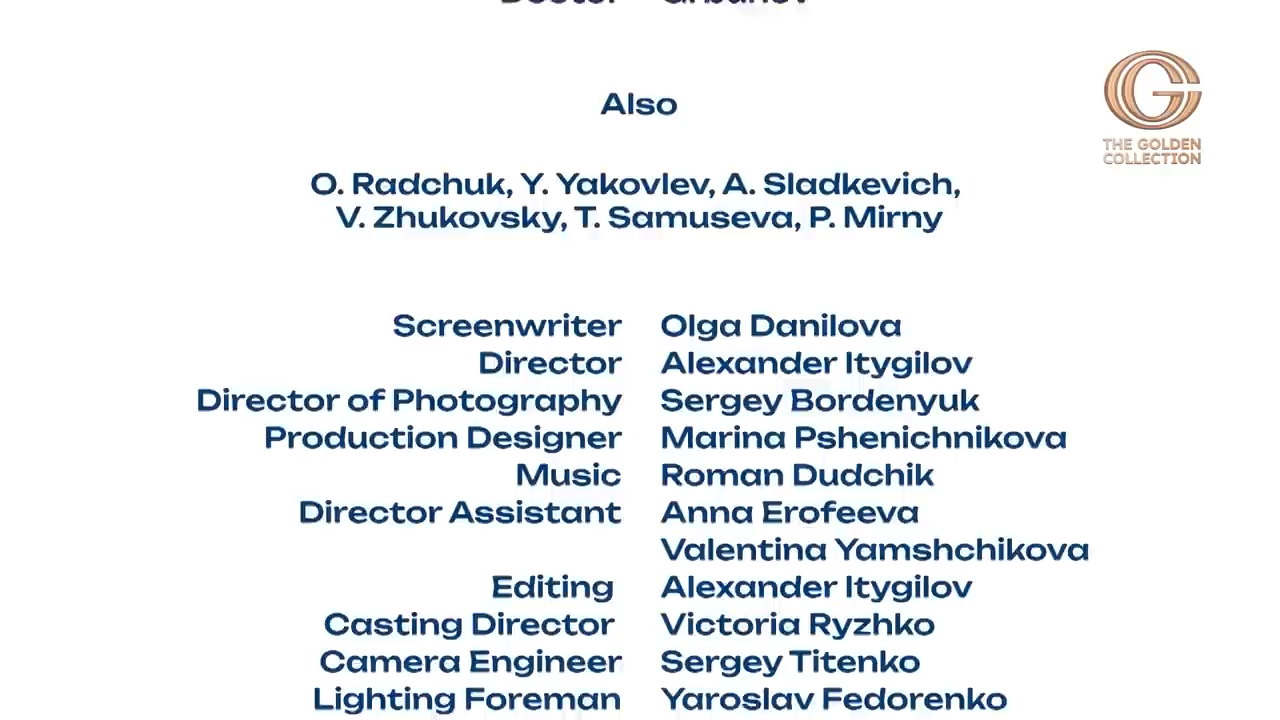 Also
THE GOLDEN
COLLECTION
O. Radchuk, Y. Yakovlev, A. Sladkevich,
V. Zhukovsky, T. Samuseva, P. Mirny
Screenwriter Olga Danilova
Director Alexander Itygilov
Director of Photography Sergey Bordenyuk
Production Designer Marina Pshenichnikova
Music Roman Dudchik
Director Assistant Anna Erofeeva
Valentina Yamshchikova
Editing Alexander Itygilov
Casting Director Victoria Ryzhko
Camera Engineer Sergey Titenko
Lighting Foreman Yaroslav Fedorenko